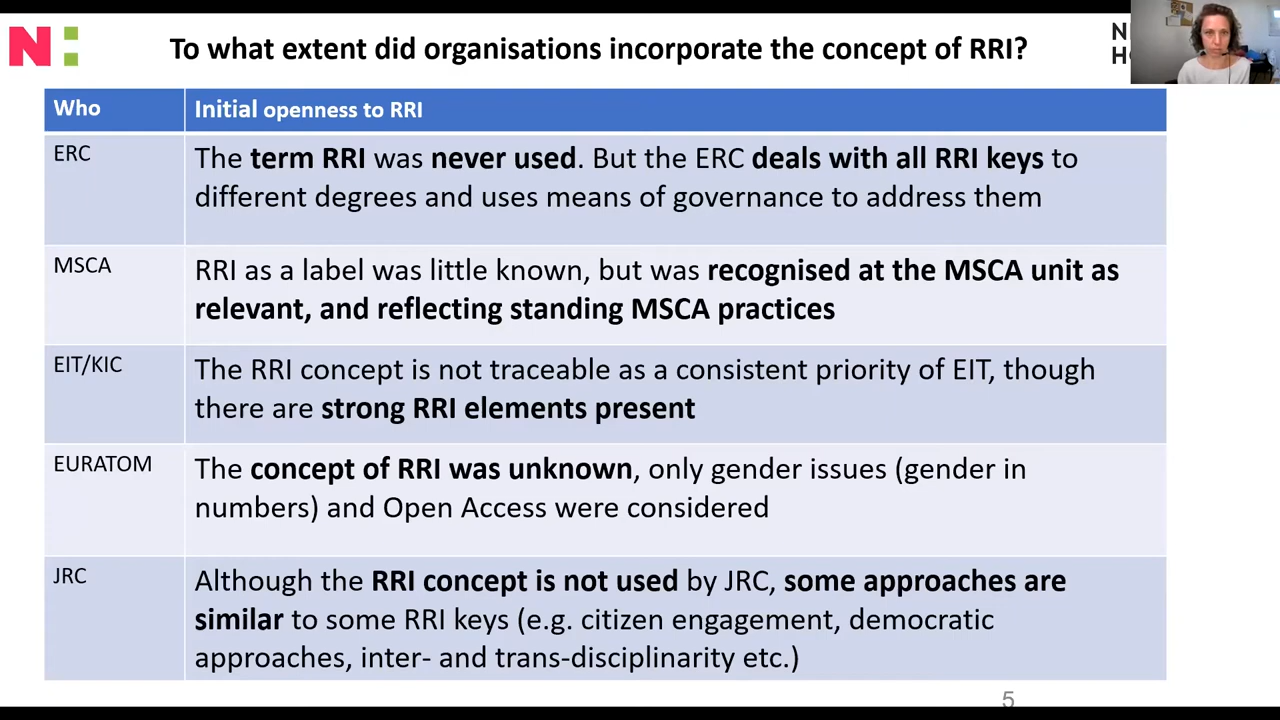 N:
To what extent did organisations incorporate the concept of RRI?
Who
Initial openness to RRI
ERC
The term RRI was never used. But the ERC deals with all RRI keys to
different degrees and uses means of governance to address them
MSCA
RRI as a label was little known, but was recognised at the MSCA unit as
relevant, and reflecting standing MSCA practices
EIT/KIC
The RRI concept is not traceable as a consistent priority of EIT, though
there are strong RRI elements present
EURATOM
The concept of RRI was unknown, only gender issues (gender in
numbers) and Open Access were considered
JRC
Although the RRI concept is not used by JRC, some approaches are
similar to some RRI keys (e.g. citizen engagement, democratic
approaches, inter- and trans-disciplinarity etc.)
5